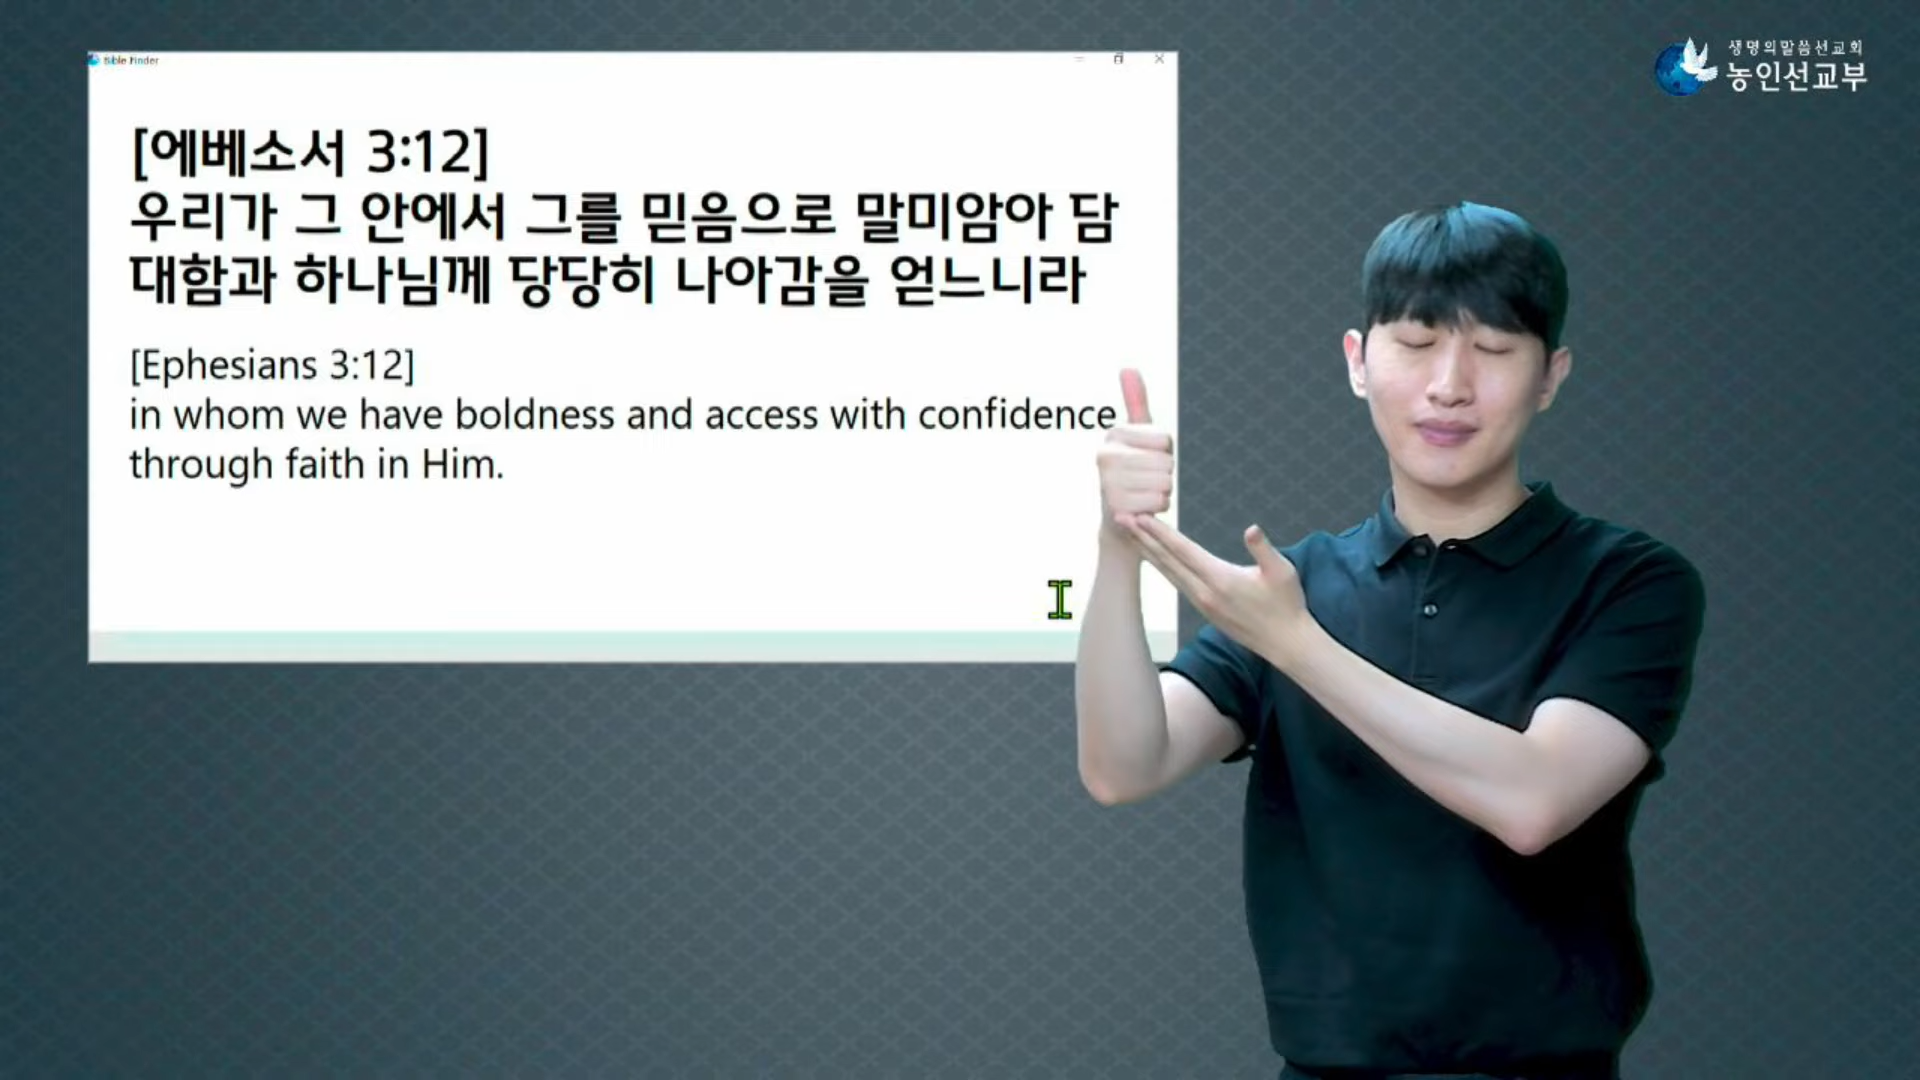 Bible Finder
[에베소서 3:12]
우리가 그 안에서 그를 믿음으로 말미암아 담
대함과 하나님께 당당히 나아감을 얻느니라
[Ephesians 3:12]
in whom we have boldness and access with confidence
through faith in Him.
생명의말씀선교회
농인선교부